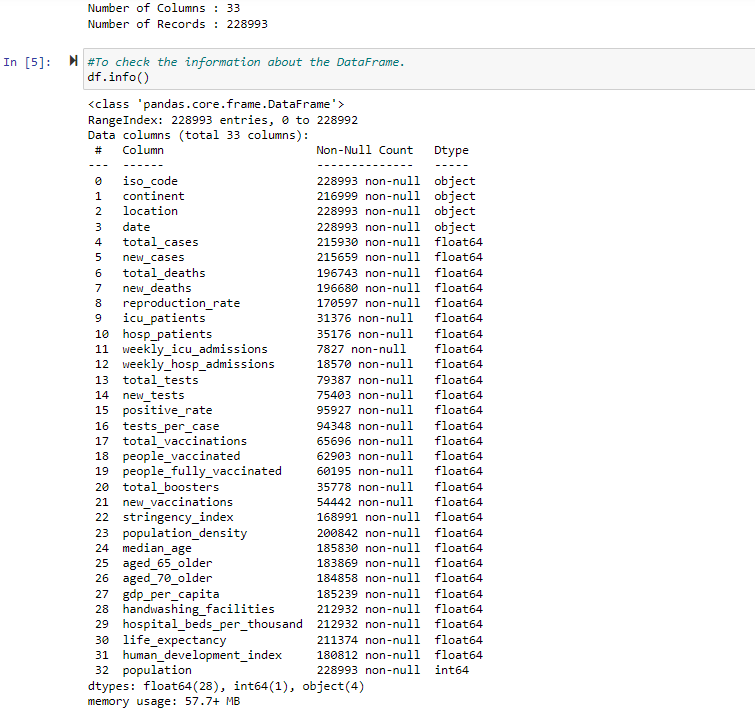 Number of Columns : 33
Number of Records : 228993
In [5]:
#To check the information about the DataFrame.
df.info()
<class 'pandas.core.frame.DataFrame'>
RangeIndex: 228993 entries, 0 to 228992
Data columns (total 33 columns):
 #   Column                      Non-Null Count   Dtype
---  ------                      --------------   -----
 0   iso_code                    228993 non-null  object
 1   continent                   216999 non-null  object
 2   location                    228993 non-null  object
 3   date                        228993 non-null  object
 4   total_cases                 215930 non-null  float64
 5   new_cases                   215659 non-null  float64
 6   total_deaths                196743 non-null  float64
 7   new_deaths                  196680 non-null  float64
 8   reproduction_rate           170597 non-null  float64
 9   icu_patients                31376 non-null   float64
 10  hosp_patients               35176 non-null   float64
 11  weekly_icu_admissions       7827 non-null    float64
 12  weekly_hosp_admissions      18570 non-null   float64
 13  total_tests                 79387 non-null   float64
 14  new_tests                   75403 non-null   float64
 15  positive_rate               95927 non-null   float64
 16  tests_per_case              94348 non-null   float64
 17  total_vaccinations          65696 non-null   float64
 18  people_vaccinated           62903 non-null   float64
 19  people_fully_vaccinated     60195 non-null   float64
 20  total_boosters              35778 non-null   float64
 21  new_vaccinations            54442 non-null   float64
 22  stringency_index            168991 non-null  float64
 23  population_density          200842 non-null  float64
 24  median_age                  185830 non-null  float64
 25  aged_65_older               183869 non-null  float64
 26  aged_70_older               184858 non-null  float64
 27  gdp_per_capita              185239 non-null  float64
 28  handwashing_facilities      212932 non-null  float64
 29  hospital_beds_per_thousand  212932 non-null  float64
 30  life_expectancy             211374 non-null  float64
 31  human_development_index     180812 non-null  float64
 32  population                  228993 non-null  int64
dtypes: float64(28), int64(1), object(4)
memory usage: 57.7+ MB